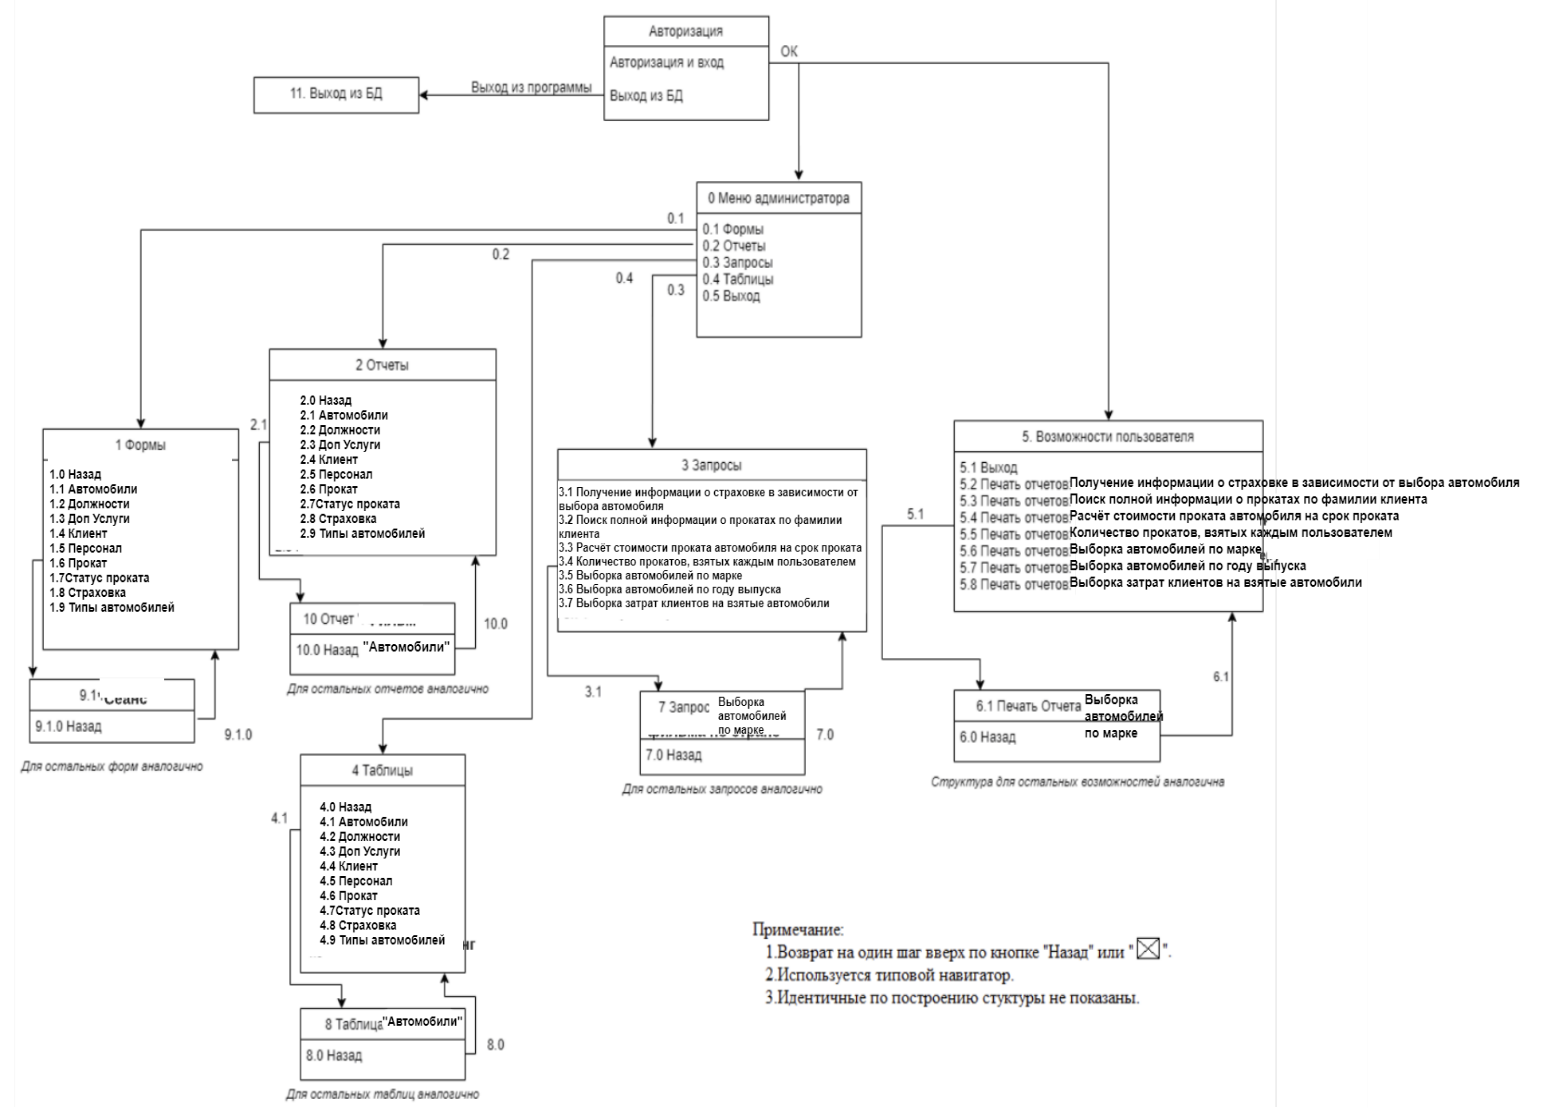 Авторизация
Авторизация и вход
Выход из БД
OK
Выход из программы
11. Выход из БД
0 Меню администратора
0.1 Формы
0.2 Отчеты
0.3 Запросы
0.4 Таблицы
0.5 Выход
0.1
0.2
0.4
0.3
2 Отчеты
2.0 Назад
2.1 Автомобили
2.2 Должности
2.3 Доп Услуги
2.4 Клиент
2.5 Персонал
2.6 Прокат
2.7Статус проката
2.8 Страховка
2.9 Типы автомобилей
2.1
1 Формы
1.0 Назад
1.1 Автомобили
1.2 Должности
1.3 Доп Услуги
1.4 Клиент
1.5 Персонал
1.6 Прокат
1.7Статус проката
1.8 Страховка
1.9 Типы автомобилей
3 Запросы
3.1 Получение информации о страховке в зависимости от
выбора автомобиля
3.2 Поиск полной информации о прокатах по фамилии
клиента
3.3 Расчёт стоимости проката автомобиля на срок проката
3.4 Количество прокатов, взятых каждым пользователем
3.5 Выборка автомобилей по марке
3.6 Выборка автомобилей по году выпуска
3.7 Выборка затрат клиентов на взятые автомобили
5. Возможности пользователя
5.1 Выход
5.2 Печать отчетов Получение информации о страховке в зависимости от выбора автомобиля
5.3 Печать отчетов Поиск полной информации о прокатах по фамилии клиента
5.4 Печать отчетов Расчёт стоимости проката автомобиля на срок проката
5.5 Печать отчетов Количество прокатов, взятых каждым пользователем
5.6 Печать отчетов Выборка автомобилей по марке
5.7 Печать отчетов Выборка автомобилей по году выпуска
5.8 Печать отчетов Выборка затрат клиентов на взятые автомобили
5.1
10 Отчет
10.0 Назад "Автомобили"
10.0
Для остальных отчетов аналогично
9.1
Сеанс
9.1.0 Назад
9.1.0
Для остальных форм аналогично
3.1
7 Запрос Выборка
автомобилей
по марке
7.0 Назад
7.0
Для остальных запросов аналогично
6.1 Печать Отчета Выборка
автомобилей
по марке
6.0 Назад
6.1
Структура для остальных возможностей аналогична
4 Таблицы
4.0 Назад
4.1 Автомобили
4.2 Должности
4.3 Доп Услуги
4.4 Клиент
4.5 Персонал
4.6 Прокат
4.7Статус проката
4.8 Страховка
4.9 Типы автомобилей
4.1
8 Таблица "Автомобили"
8.0 Назад
8.0
Для остальных таблиц аналогично
Примечание:
1.Возврат на один шаг вверх по кнопке "Назад" или " ".
2.Используется типовой навигатор.
3.Идентичные по построению стуктуры не показаны.